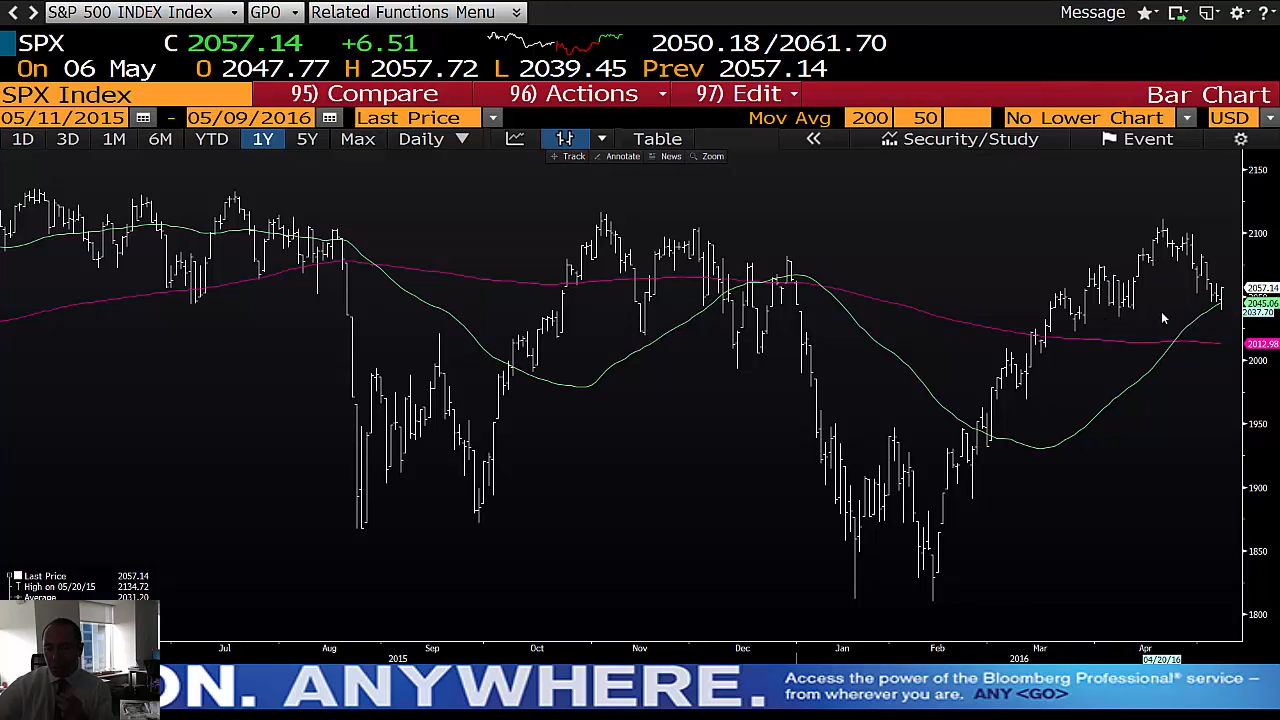 S&P 500 INDEX Index GPO Related Functions Menu Message ?
SPX C 2057.14 +6.51 2050.18/2061.70
On 06 May O 2047.77 H 2057.72 L 2039.45 Prev 2057.14
SPX Index 95) Compare 96) Actions 97) Edit Bar Chart
05/11/2015 - 05/09/2016 Last Price Mov Avg 200 50 No Lower Chart USD
1D 3D 1M 6M YTD 1Y 5Y Max Daily Table « Security/Study Event
Track Annotate News Zoom
2150
2100
2057.14
2045.06
2037.70
2012.98
2000
1950
1900
1850
1800
Last Price 2057.14
High on 05/20/15 2134.72
Average 2031.20
Jul Aug Sep Oct Nov Dec Jan Feb Mar Apr
2015 2016 04/20/16
ON. ANYWHERE.
Access the power of the Bloomberg Professional® service —
from wherever you are. ANY <GO>